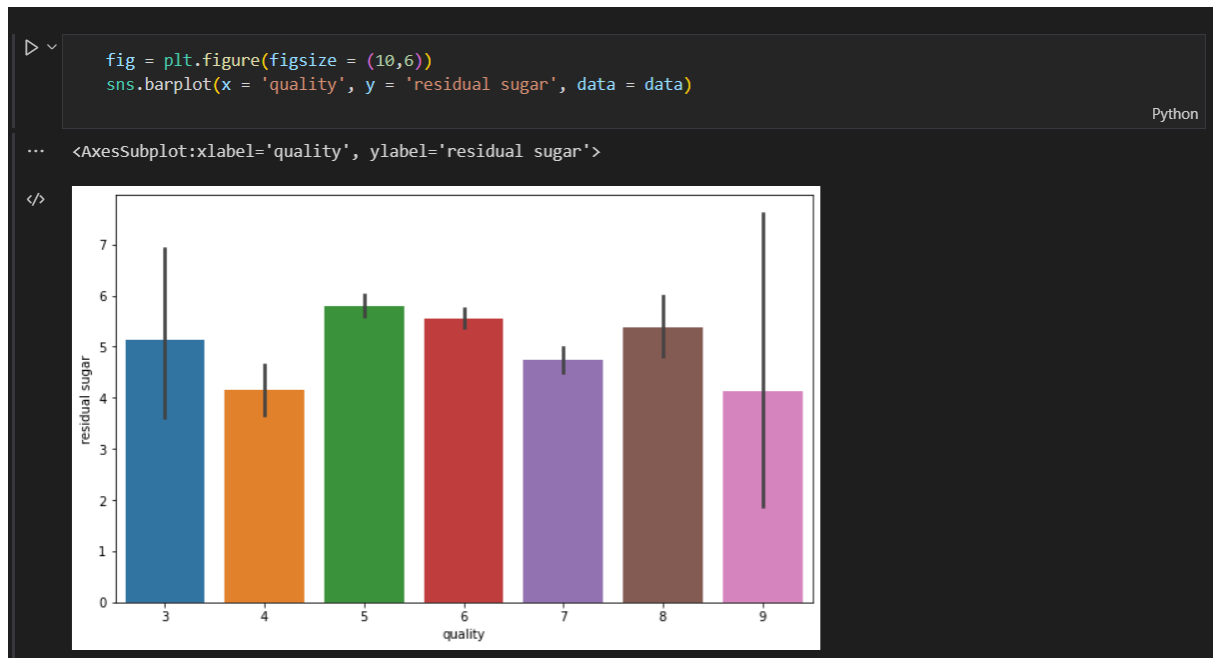 fig = plt.figure(figsize = (10,6))
sns.barplot(x = 'quality', y = 'residual sugar', data = data)
Python
... <AxesSubplot:xlabel='quality', ylabel='residual sugar'>
</>
7
6
5
4
3
2
1
0
residual sugar
3 4 5 6 7 8 9
quality